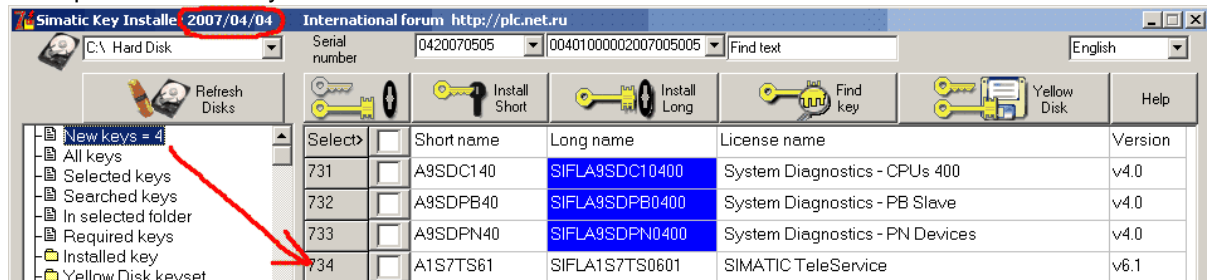 Simatic Key Installer 2007/04/04 International forum http://plc.net.ru
C:\ Hard Disk
Serial number
0420070505
00401000002007005005
Find text
English
Refresh Disks
Install Short
Install Long
Find key
Yellow Disk
Help
New keys = 4
All keys
Selected keys
Searched keys
In selected folder
Required keys
Installed key
Yellow Disk keyset
Select> Short name Long name License name Version
731 A9SDC140 SIFLA9SDC10400 System Diagnostics - CPUs 400 v4.0
732 A9SDPB40 SIFLA9SDPB0400 System Diagnostics - PB Slave v4.0
733 A9SDPN40 SIFLA9SDPN0400 System Diagnostics - PN Devices v4.0
734 A1S7TS61 SIFLA1S7TS0601 SIMATIC TeleService v6.1